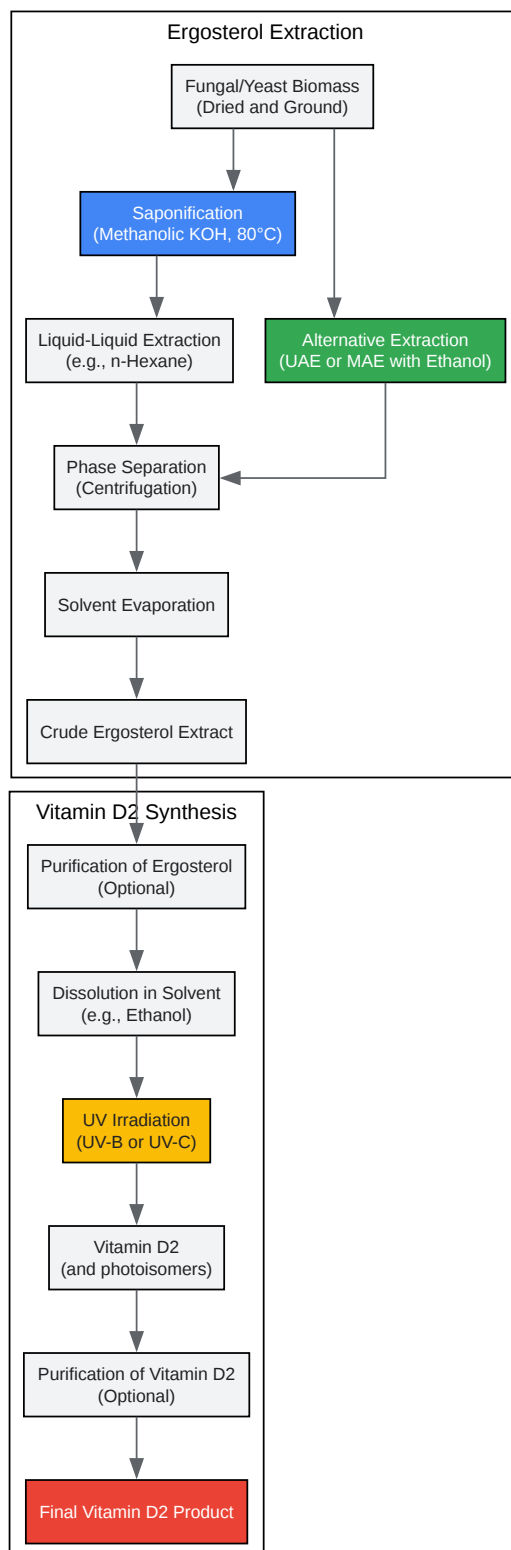 Ergosterol Extraction
Fungal/Yeast Biomass
(Dried and Ground)
Saponification
(Methanolic KOH, 80°C)
Liquid-Liquid Extraction
(e.g., n-Hexane)
Alternative Extraction
(UAE or MAE with Ethanol)
Phase Separation
(Centrifugation)
Solvent Evaporation
Crude Ergosterol Extract
Vitamin D2 Synthesis
Purification of Ergosterol
(Optional)
Dissolution in Solvent
(e.g., Ethanol)
UV Irradiation
(UV-B or UV-C)
Vitamin D2
(and photoisomers)
Purification of Vitamin D2
(Optional)
Final Vitamin D2 Product